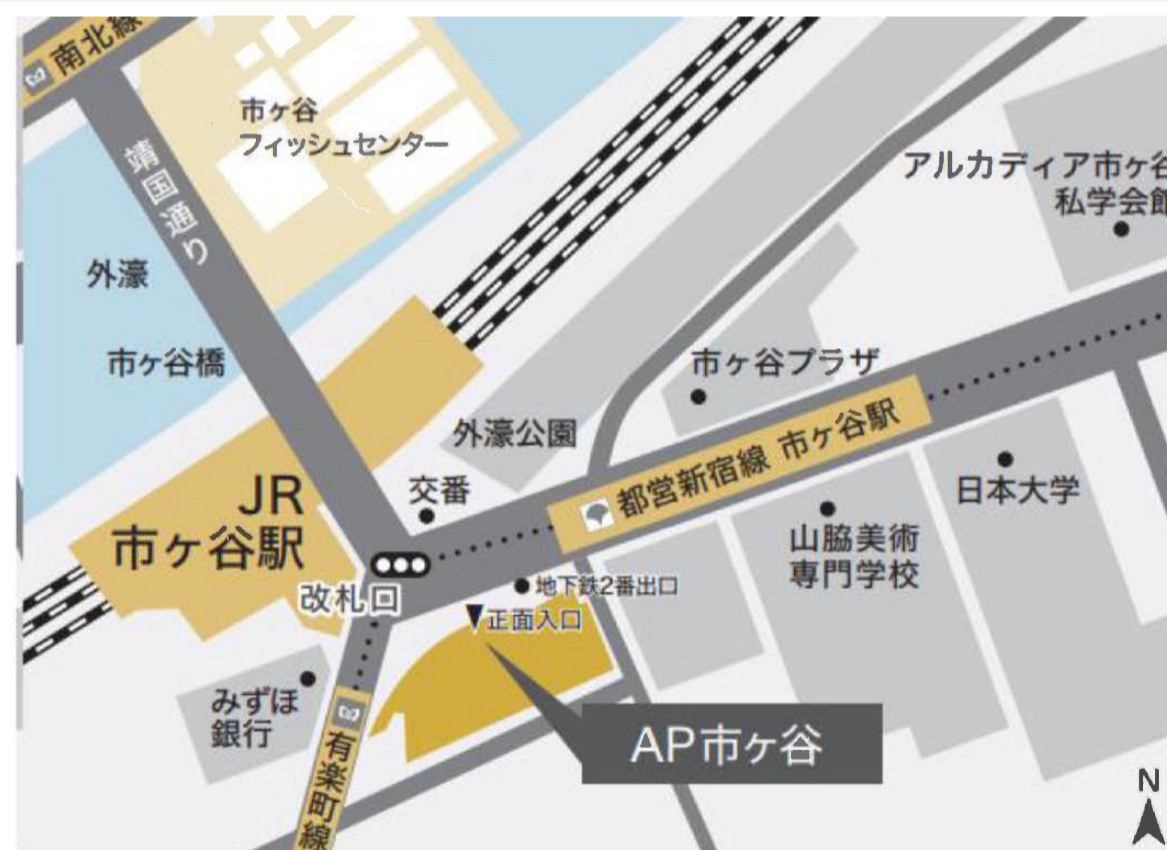 南北線
市ヶ谷
フィッシュセンター
靖国通り
アルカディア市ヶ谷
私学会館
外濠
市ヶ谷橋
市ヶ谷プラザ
外濠公園
都営新宿線 市ヶ谷駅
交番
JR
市ヶ谷駅
日本大学
山脇美術
専門学校
改札口
地下鉄2番出口
正面入口
みずほ
銀行
有楽町線
AP市ヶ谷
N